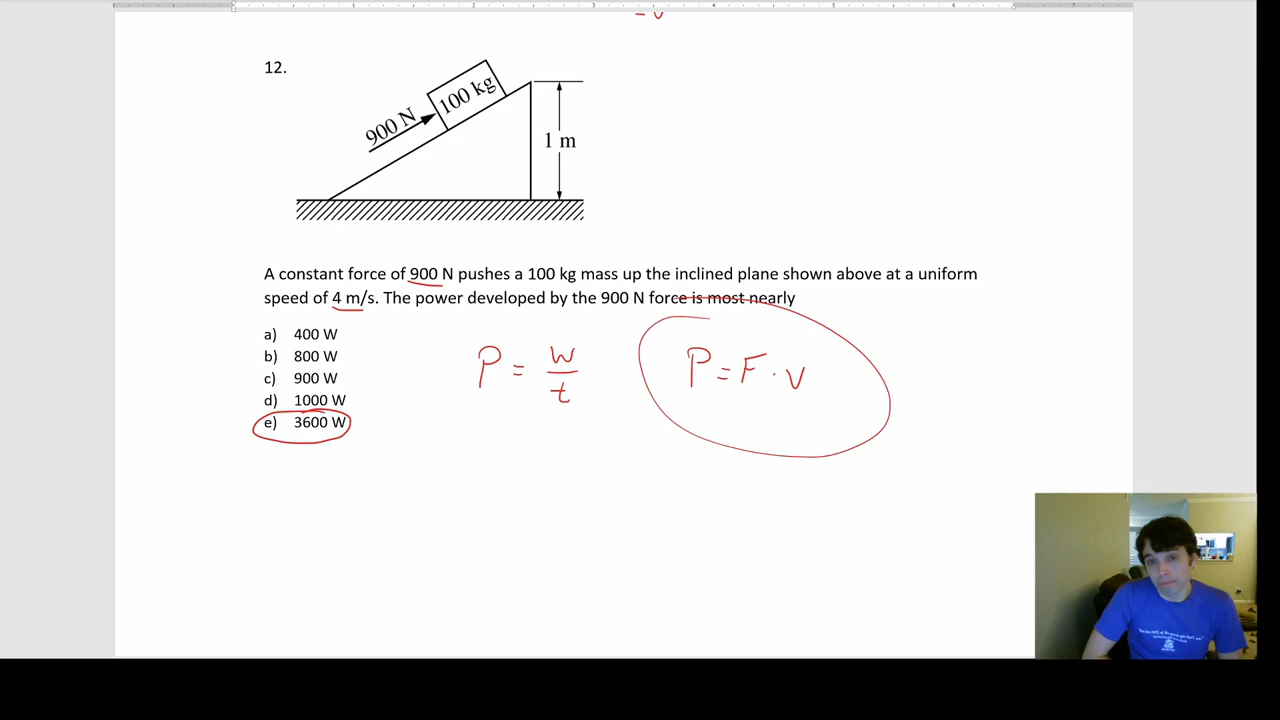 = v
12.
900 N
100 kg
1 m
A constant force of 900 N pushes a 100 kg mass up the inclined plane shown above at a uniform
speed of 4 m/s. The power developed by the 900 N force is most nearly
a) 400 W
b) 800 W
c) 900 W
d) 1000 W
e) 3600 W
P = W/t
P = F · v